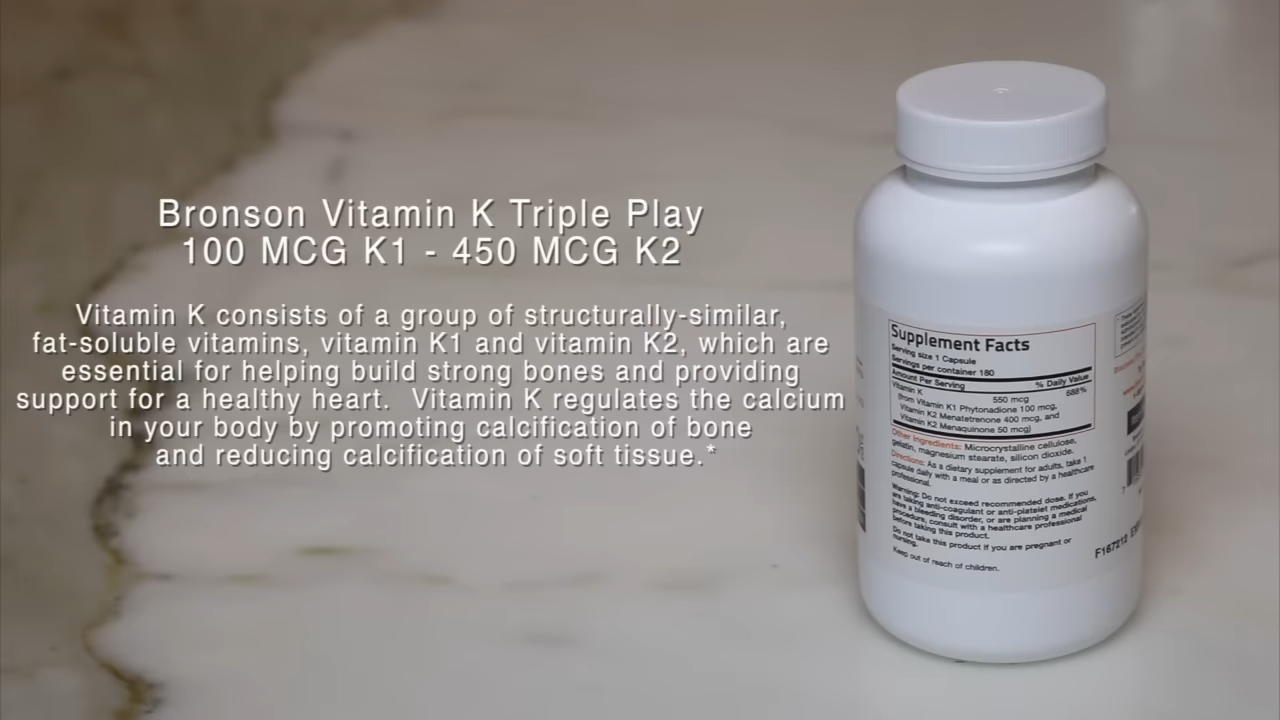 Bronson Vitamin K Triple Play
100 MCG K1 - 450 MCG K2
Vitamin K consists of a group of structurally-similar,
fat-soluble vitamins, vitamin K1 and vitamin K2, which are
essential for helping build strong bones and providing
support for a healthy heart. Vitamin K regulates the calcium
in your body by promoting calcification of bone
and reducing calcification of soft tissue.*
Supplement Facts
Serving size 1 Capsule
Servings per container 180
Amount Per Serving % Daily Value
Vitamin K 550 mcg 688%
(from Vitamin K1 Phytonadione 100 mcg,
Vitamin K2 Menatetrenone 400 mcg, and
Vitamin K2 Menaquinone 50 mcg)
Other Ingredients: Microcrystalline cellulose,
gelatin, magnesium stearate, silicon dioxide.
Directions: As a dietary supplement for adults, take 1
capsule daily with a meal or as directed by a healthcare
professional.
Warning: Do not exceed recommended dose. If you
are taking anti-coagulant or anti-platelet medications,
have a bleeding disorder, or are planning a medical
procedure, consult with a healthcare professional
before taking this product.
Do not take this product if you are pregnant or
nursing.
Keep out of reach of children.